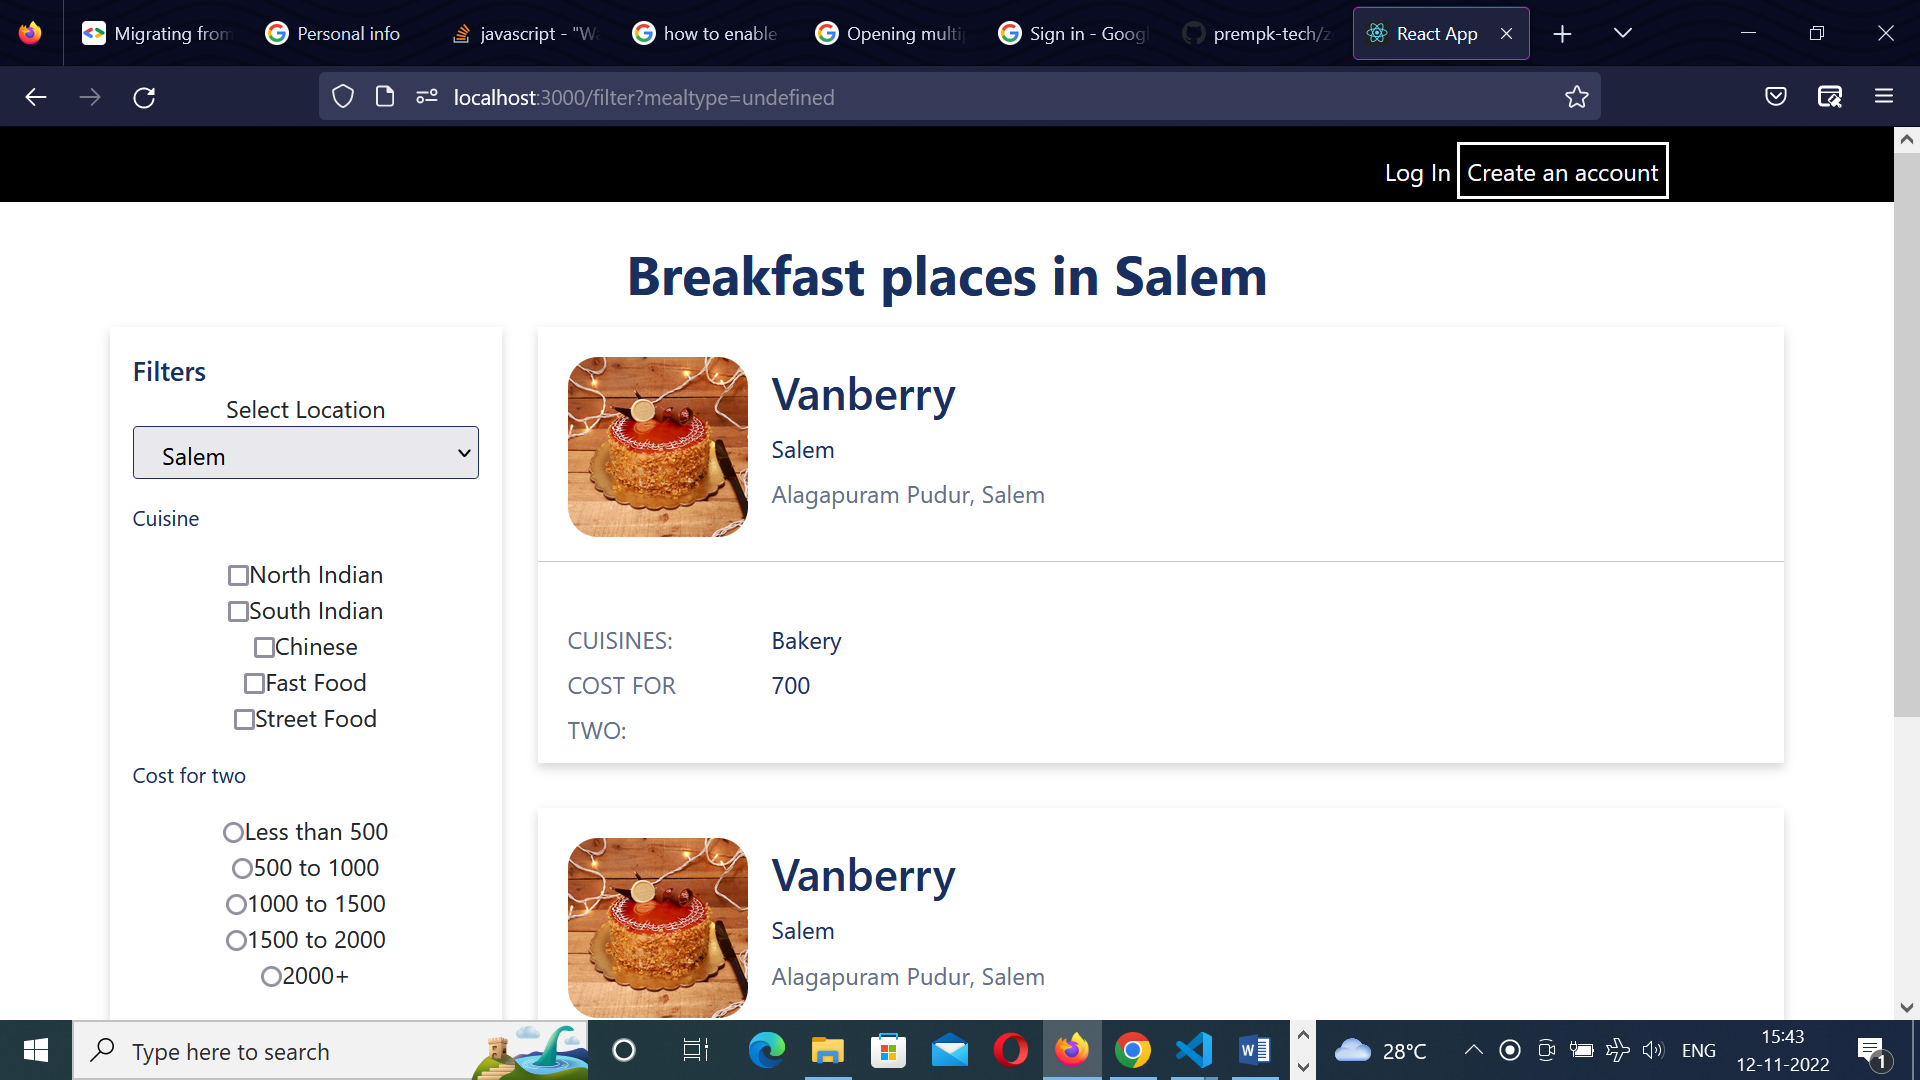 Migrating from
Personal info
javascript - "Wa
how to enable
Opening multip
Sign in - Googl
prempk-tech/z
React App
localhost:3000/filter?mealtype=undefined
Log In
Create an account
Breakfast places in Salem
Filters
Select Location
Salem
Cuisine
North Indian
South Indian
Chinese
Fast Food
Street Food
Cost for two
Less than 500
500 to 1000
1000 to 1500
1500 to 2000
2000+
Vanberry
Salem
Alagapuram Pudur, Salem
CUISINES: Bakery
COST FOR 700
TWO:
Vanberry
Salem
Alagapuram Pudur, Salem
Type here to search
28°C
ENG
15:43
12-11-2022
1